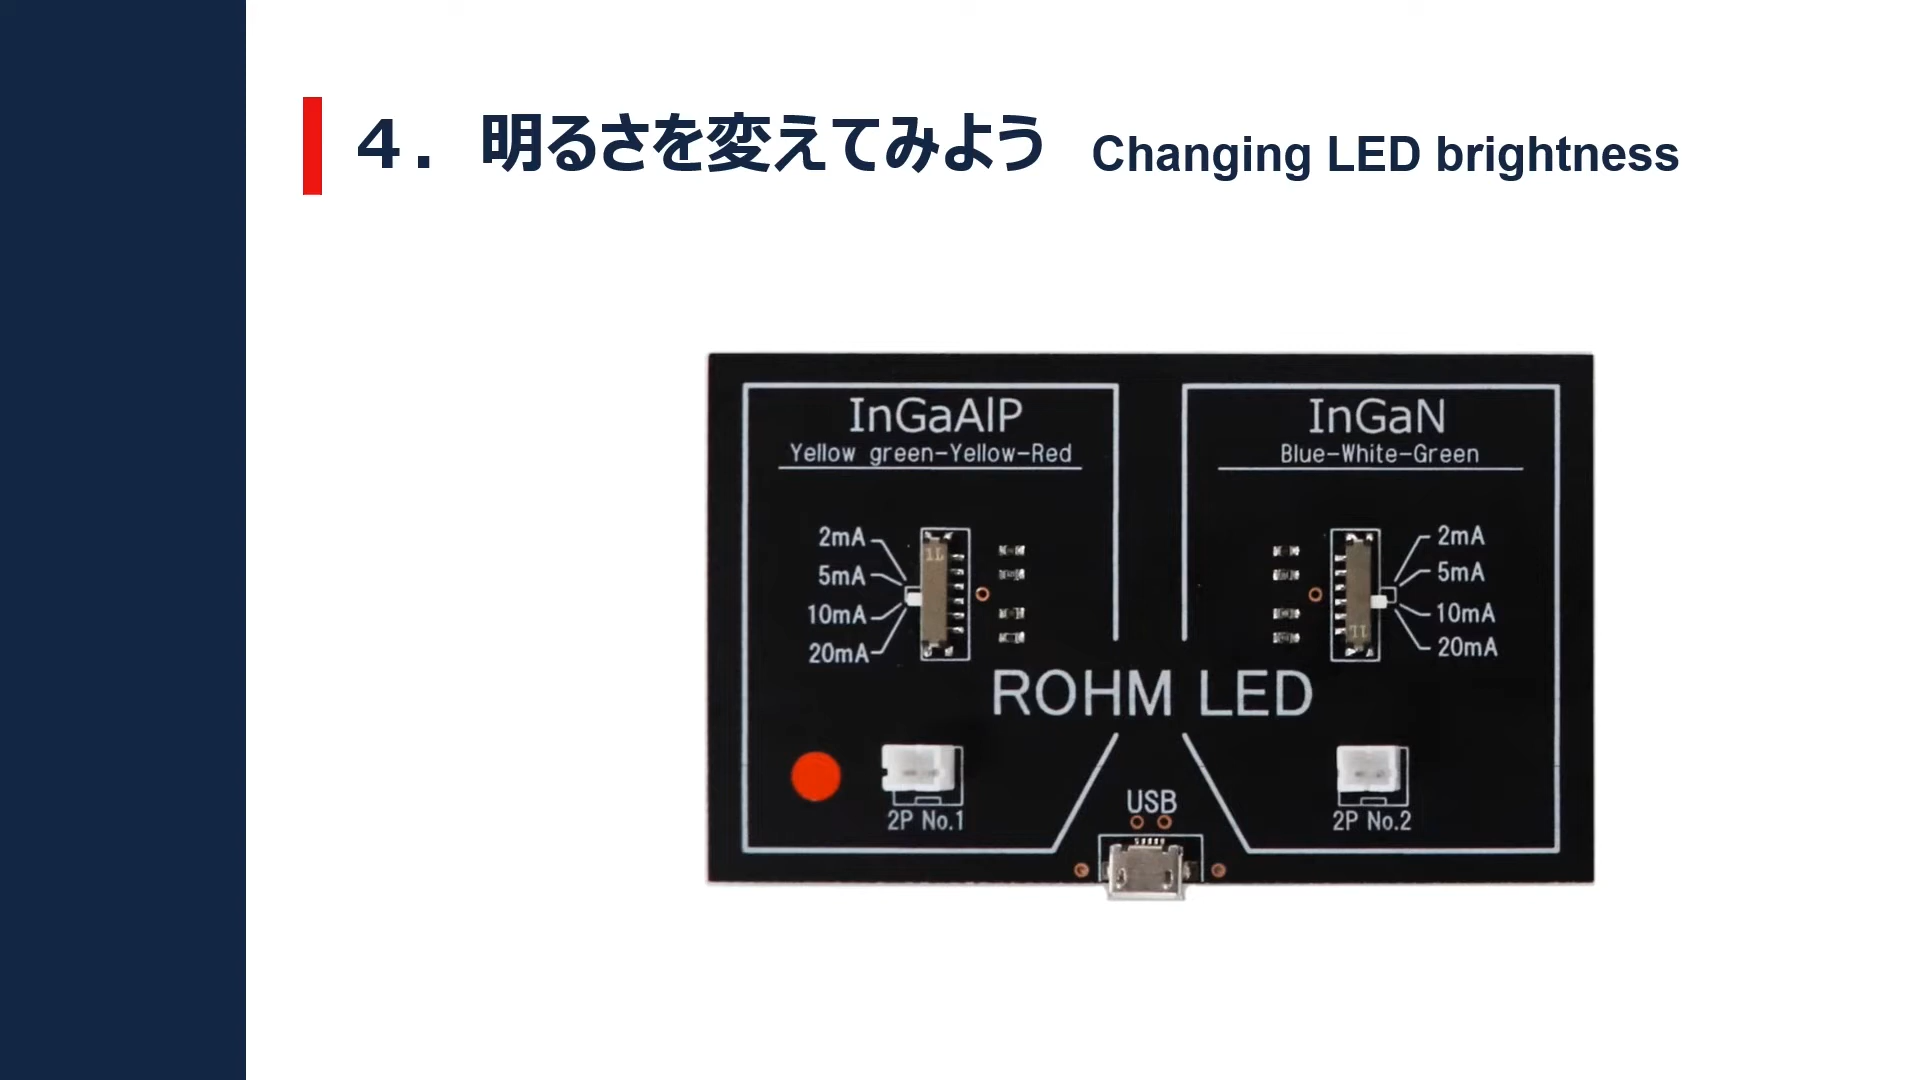 ４．明るさを変えてみよう Changing LED brightness
InGaAlP
Yellow green-Yellow-Red
2mA
5mA
10mA
20mA
2P No.1
InGaN
Blue-White-Green
2mA
5mA
10mA
20mA
2P No.2
ROHM LED
USB